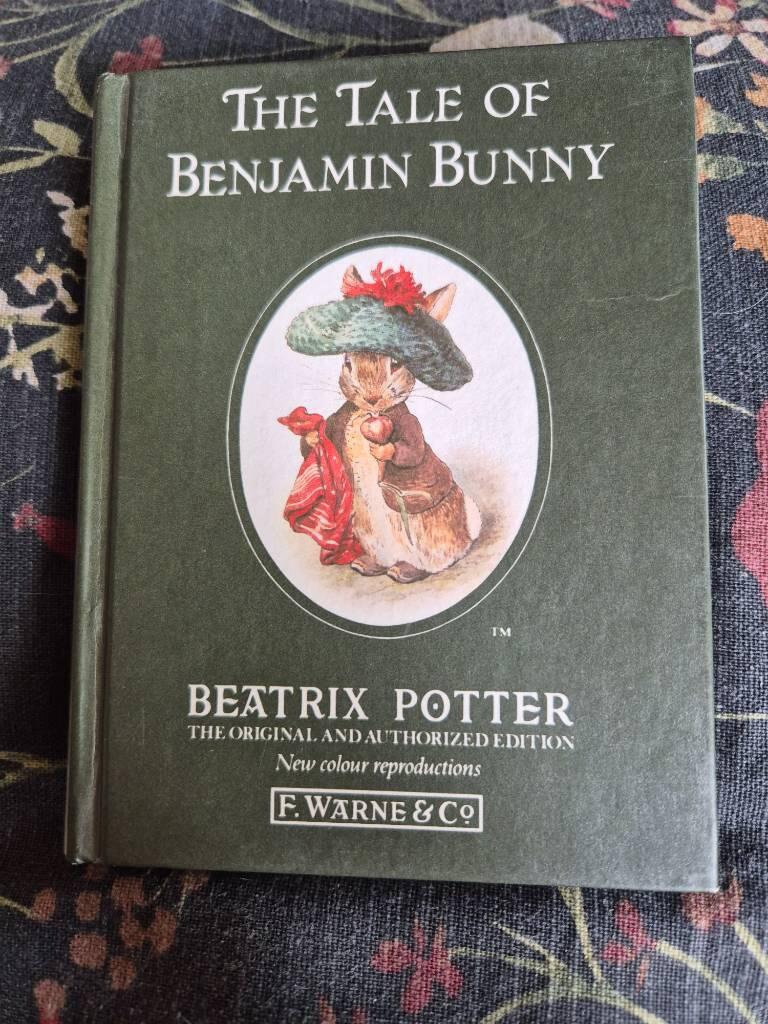 THE TALE OF
BENJAMIN BUNNY
TM
BEATRIX POTTER
THE ORIGINAL AND AUTHORIZED EDITION
New colour reproductions
F. WARNE & Co